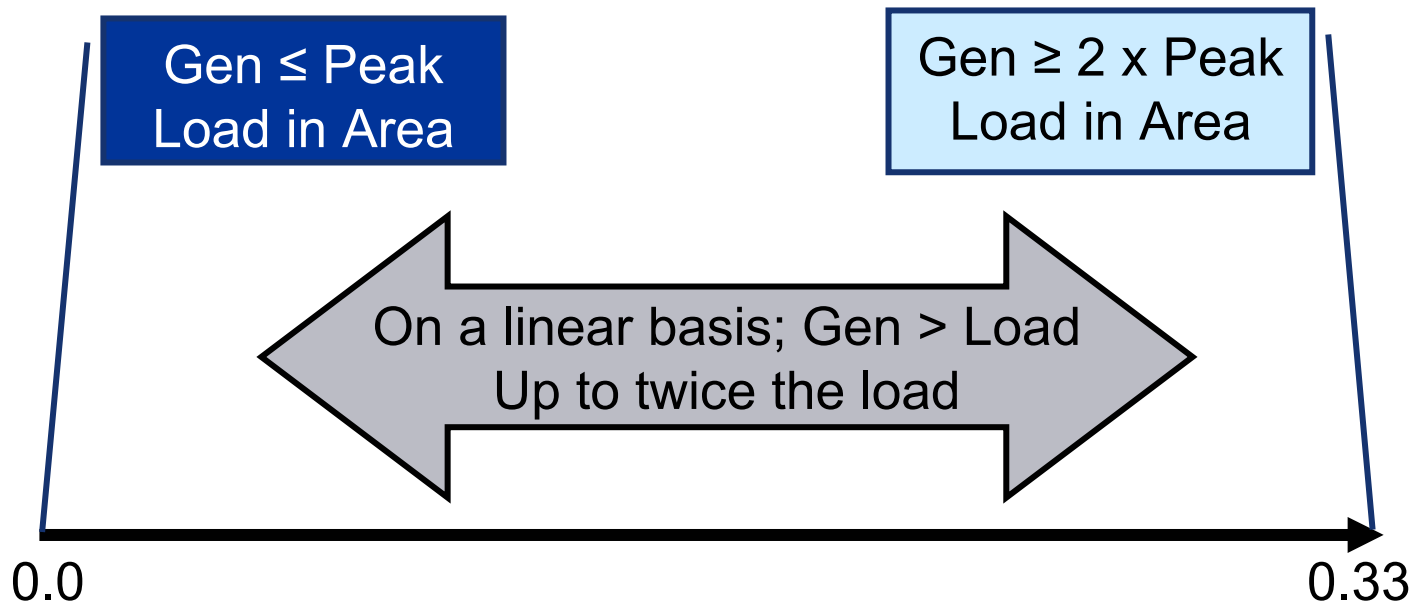 Gen ≤ Peak
Load in Area
Gen ≥ 2 x Peak
Load in Area
On a linear basis; Gen > Load
Up to twice the load
0.0
0.33